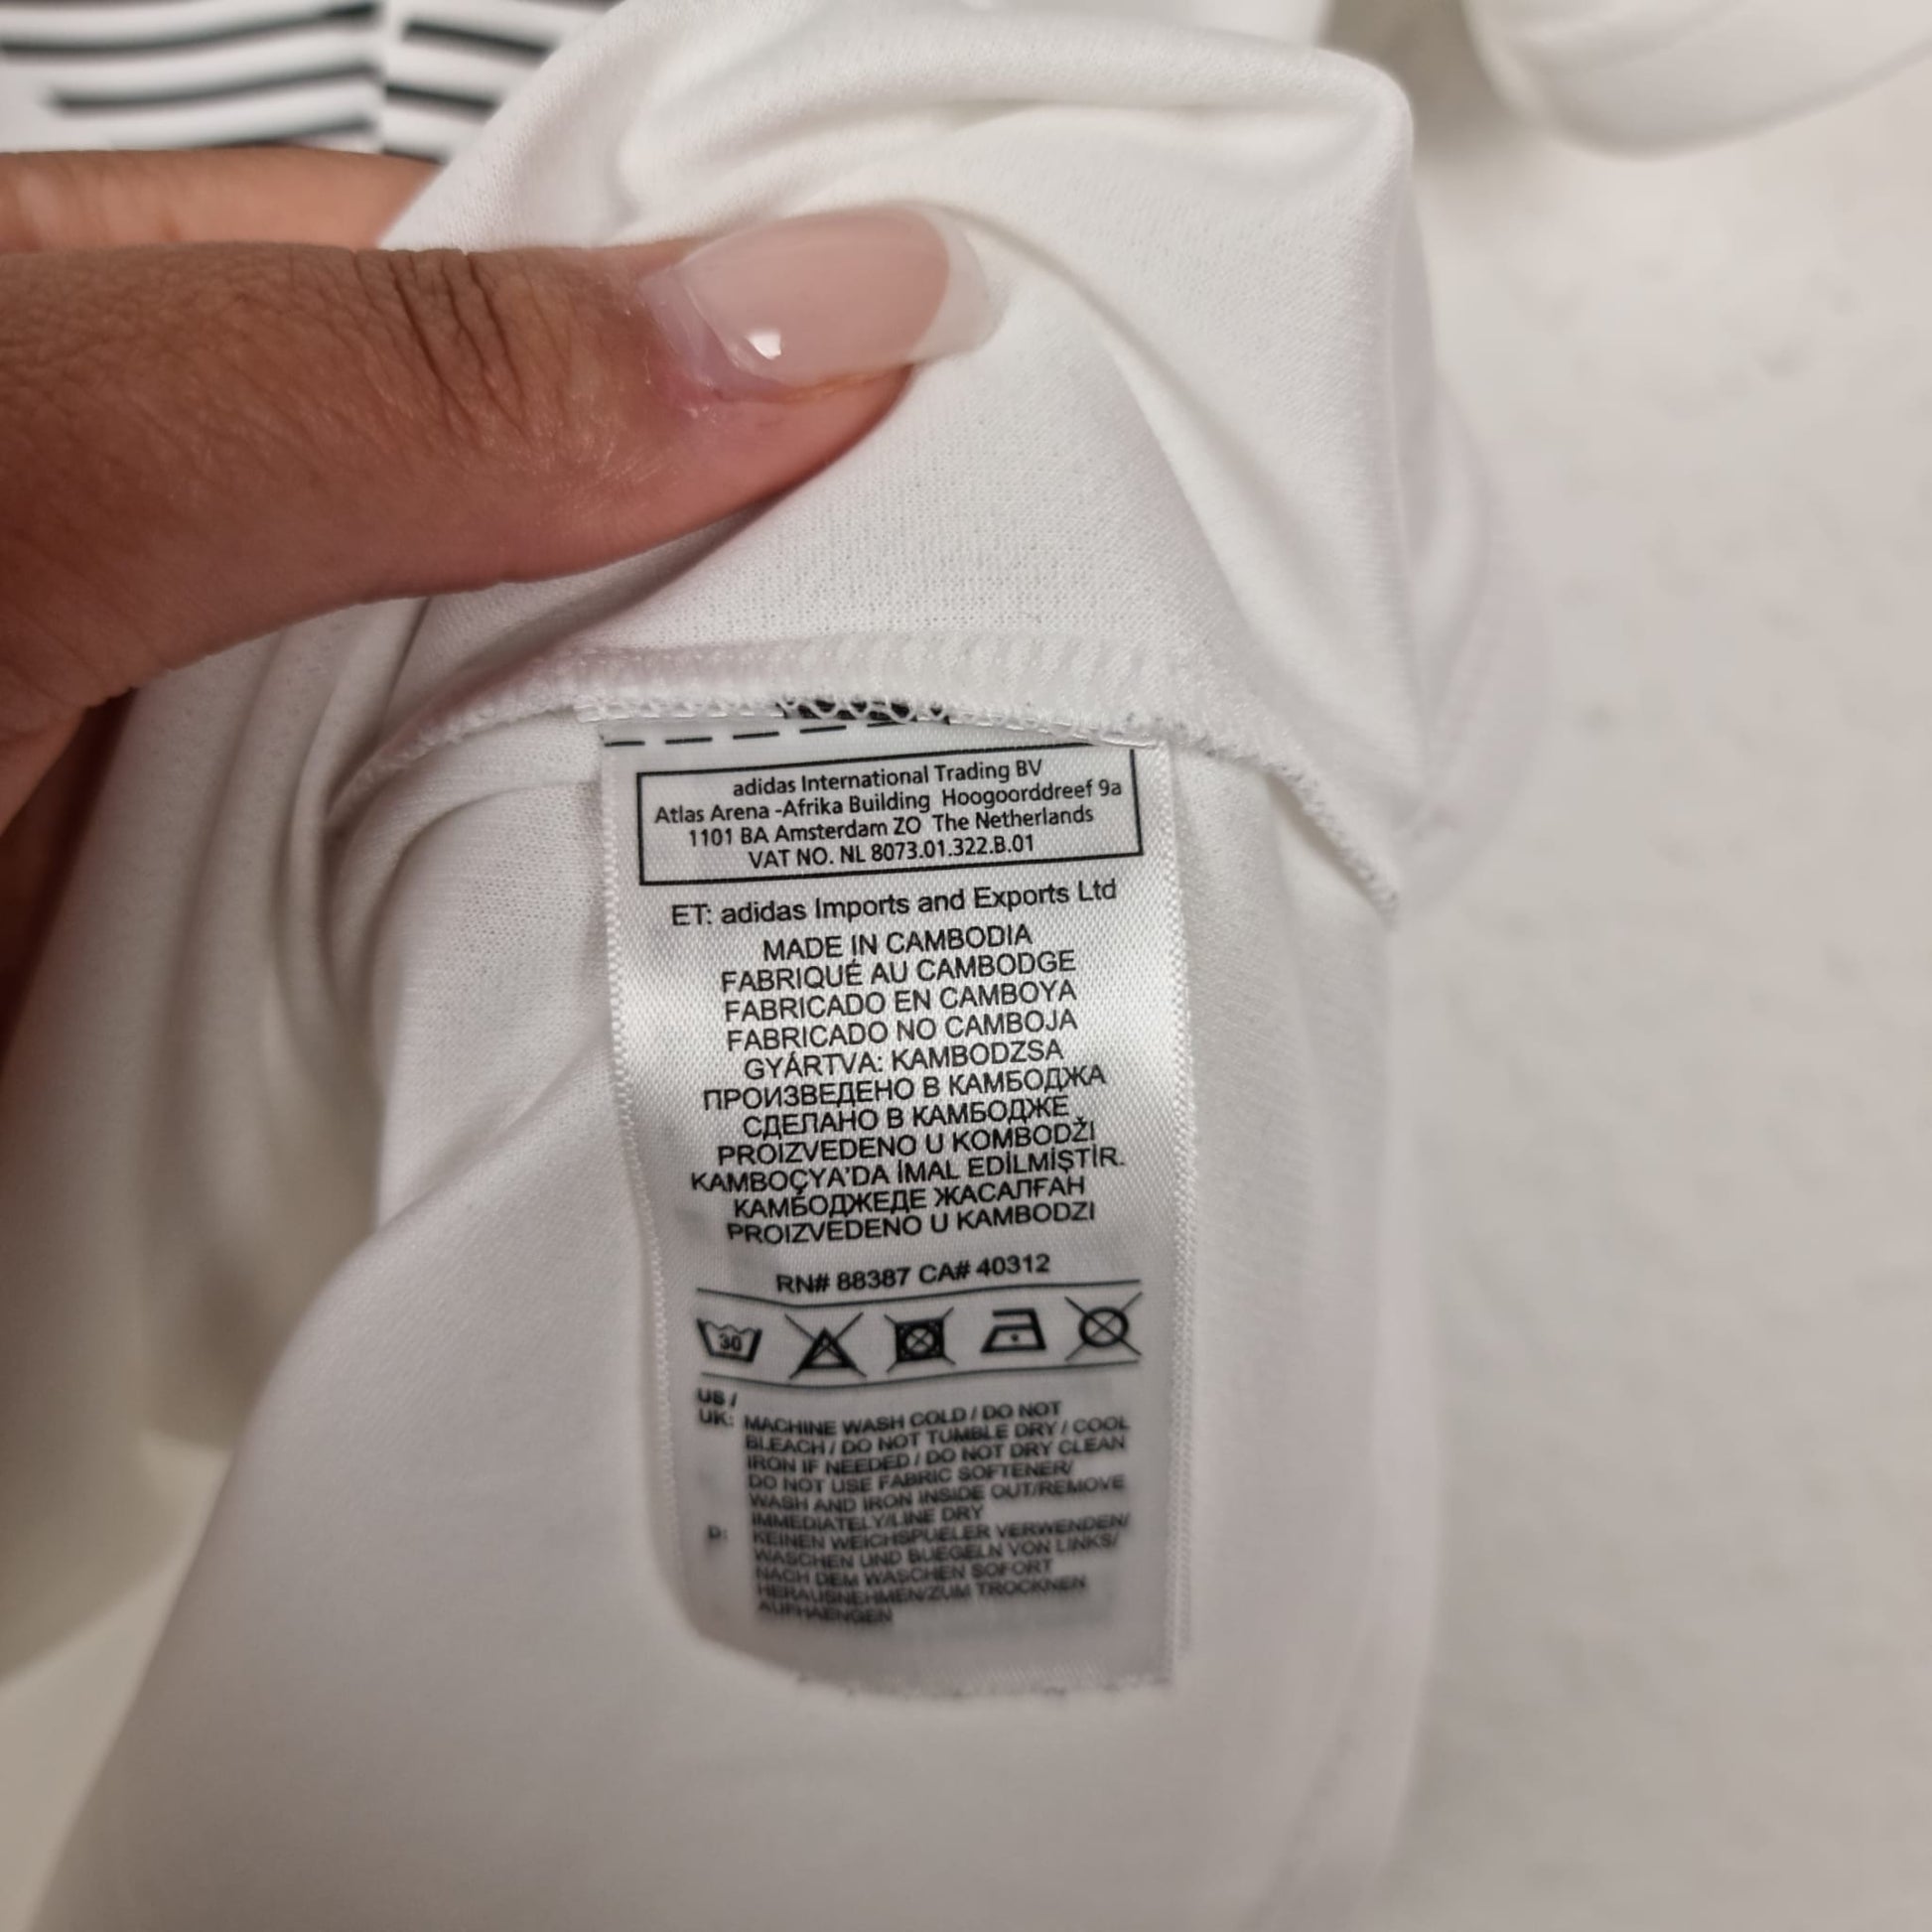 adidas International Trading BV
Atlas Arena -Afrika Building Hoogoorddreef 9a
1101 BA Amsterdam ZO The Netherlands
VAT NO. NL 8073.01.322.B.01
ET: adidas Imports and Exports Ltd
MADE IN CAMBODIA
FABRIQUÉ AU CAMBODGE
FABRICADO EN CAMBOYA
FABRICADO NO CAMBOJA
GYÁRTVA: KAMBODZSA
ПРОИЗВЕДЕНО В КАМБОДЖА
СДЕЛАНО В КАМБОДЖЕ
PROIZVEDENO U KOMBODŽI
KAMBOÇYA'DA İMAL EDİLMİŞTİR.
КАМБОДЖЕДЕ ЖАСАЛҒАН
PROIZVEDENO U KAMBODZI
RN# 88387 CA# 40312
30
US /
UK: MACHINE WASH COLD / DO NOT
BLEACH / DO NOT TUMBLE DRY / COOL
IRON IF NEEDED / DO NOT DRY CLEAN
DO NOT USE FABRIC SOFTENER/
WASH AND IRON INSIDE OUT/REMOVE
IMMEDIATELY/LINE DRY
D: KEINEN WEICHSPUELER VERWENDEN/
WASCHEN UND BUEGELN VON LINKS/
NACH DEM WASCHEN SOFORT
HERAUSNEHMEN/ZUM TROCKNEN
AUFHAENGEN